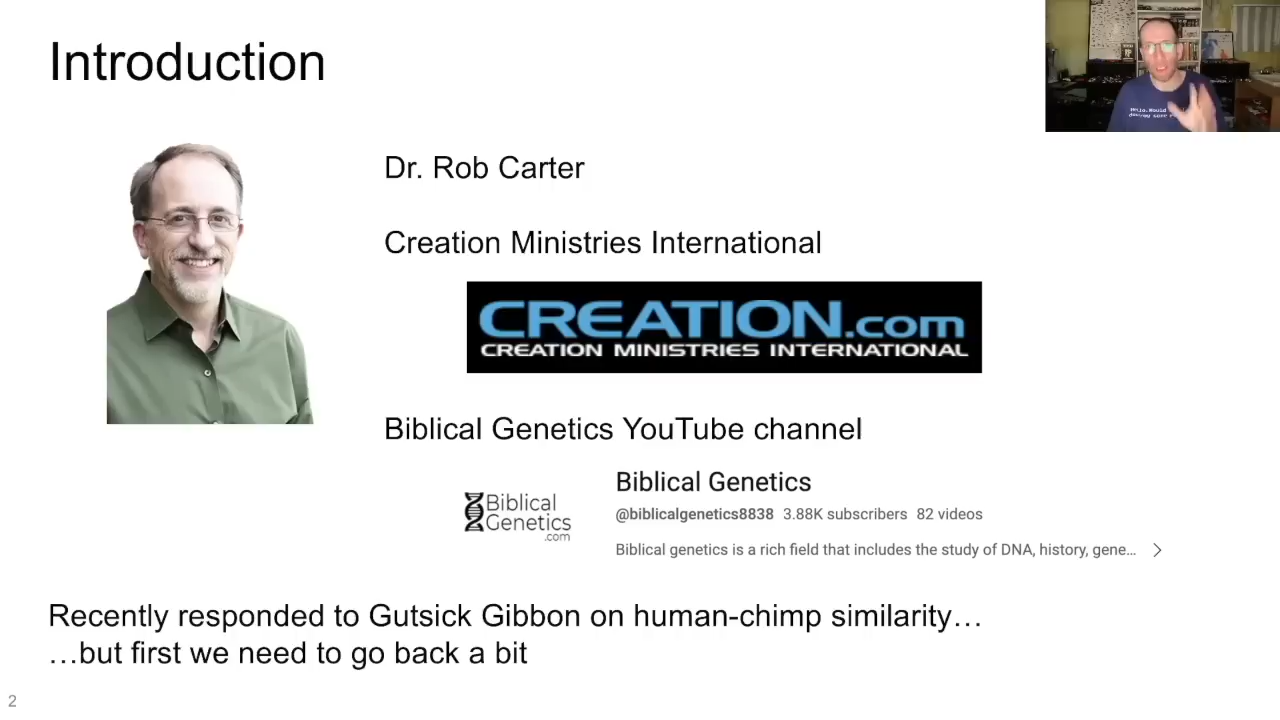 Introduction
Dr. Rob Carter
Creation Ministries International
CREATION.com
CREATION MINISTRIES INTERNATIONAL
Biblical Genetics YouTube channel
Biblical
Genetics
.com
Biblical Genetics
@biblicalgenetics8838 3.88K subscribers 82 videos
Biblical genetics is a rich field that includes the study of DNA, history, gene…
Recently responded to Gutsick Gibbon on human-chimp similarity…
…but first we need to go back a bit
2
Hello. Would
destroy